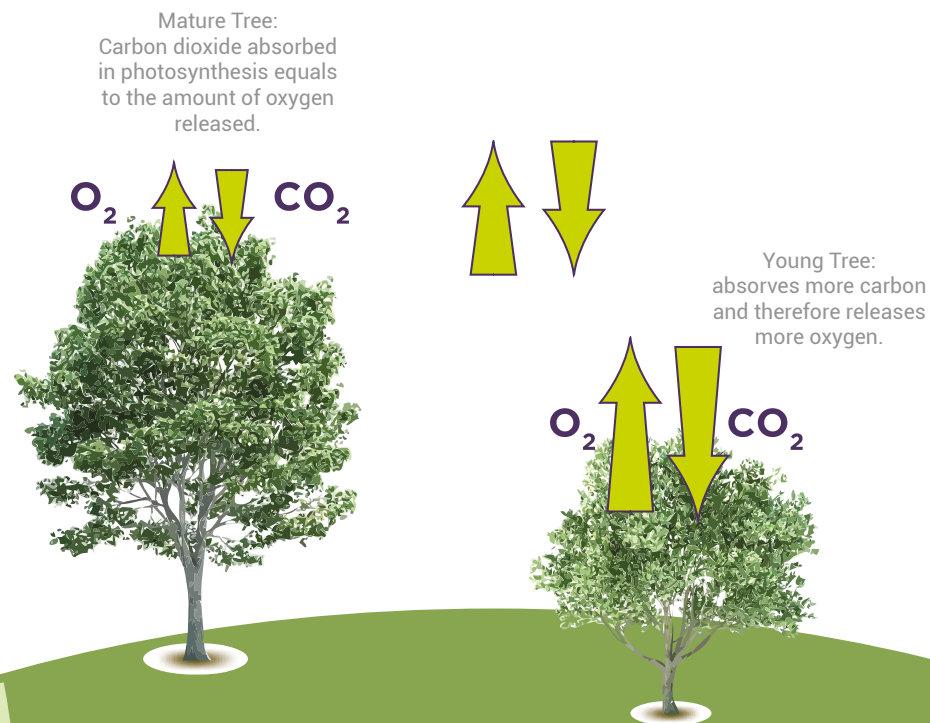 Mature Tree:
Carbon dioxide absorbed
in photosynthesis equals
to the amount of oxygen
released.
O₂
CO₂
Young Tree:
absorves more carbon
and therefore releases
more oxygen.
O₂
CO₂